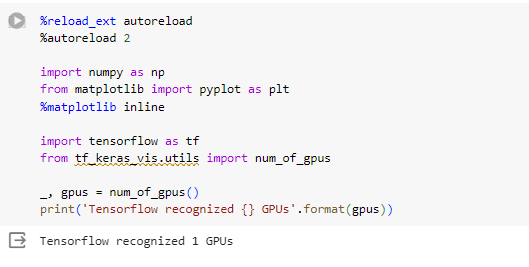 %reload_ext autoreload
%autoreload 2
import numpy as np
from matplotlib import pyplot as plt
%matplotlib inline
import tensorflow as tf
from tf_keras_vis.utils import num_of_gpus
_, gpus = num_of_gpus()
print('Tensorflow recognized {} GPUs'.format(gpus))
Tensorflow recognized 1 GPUs